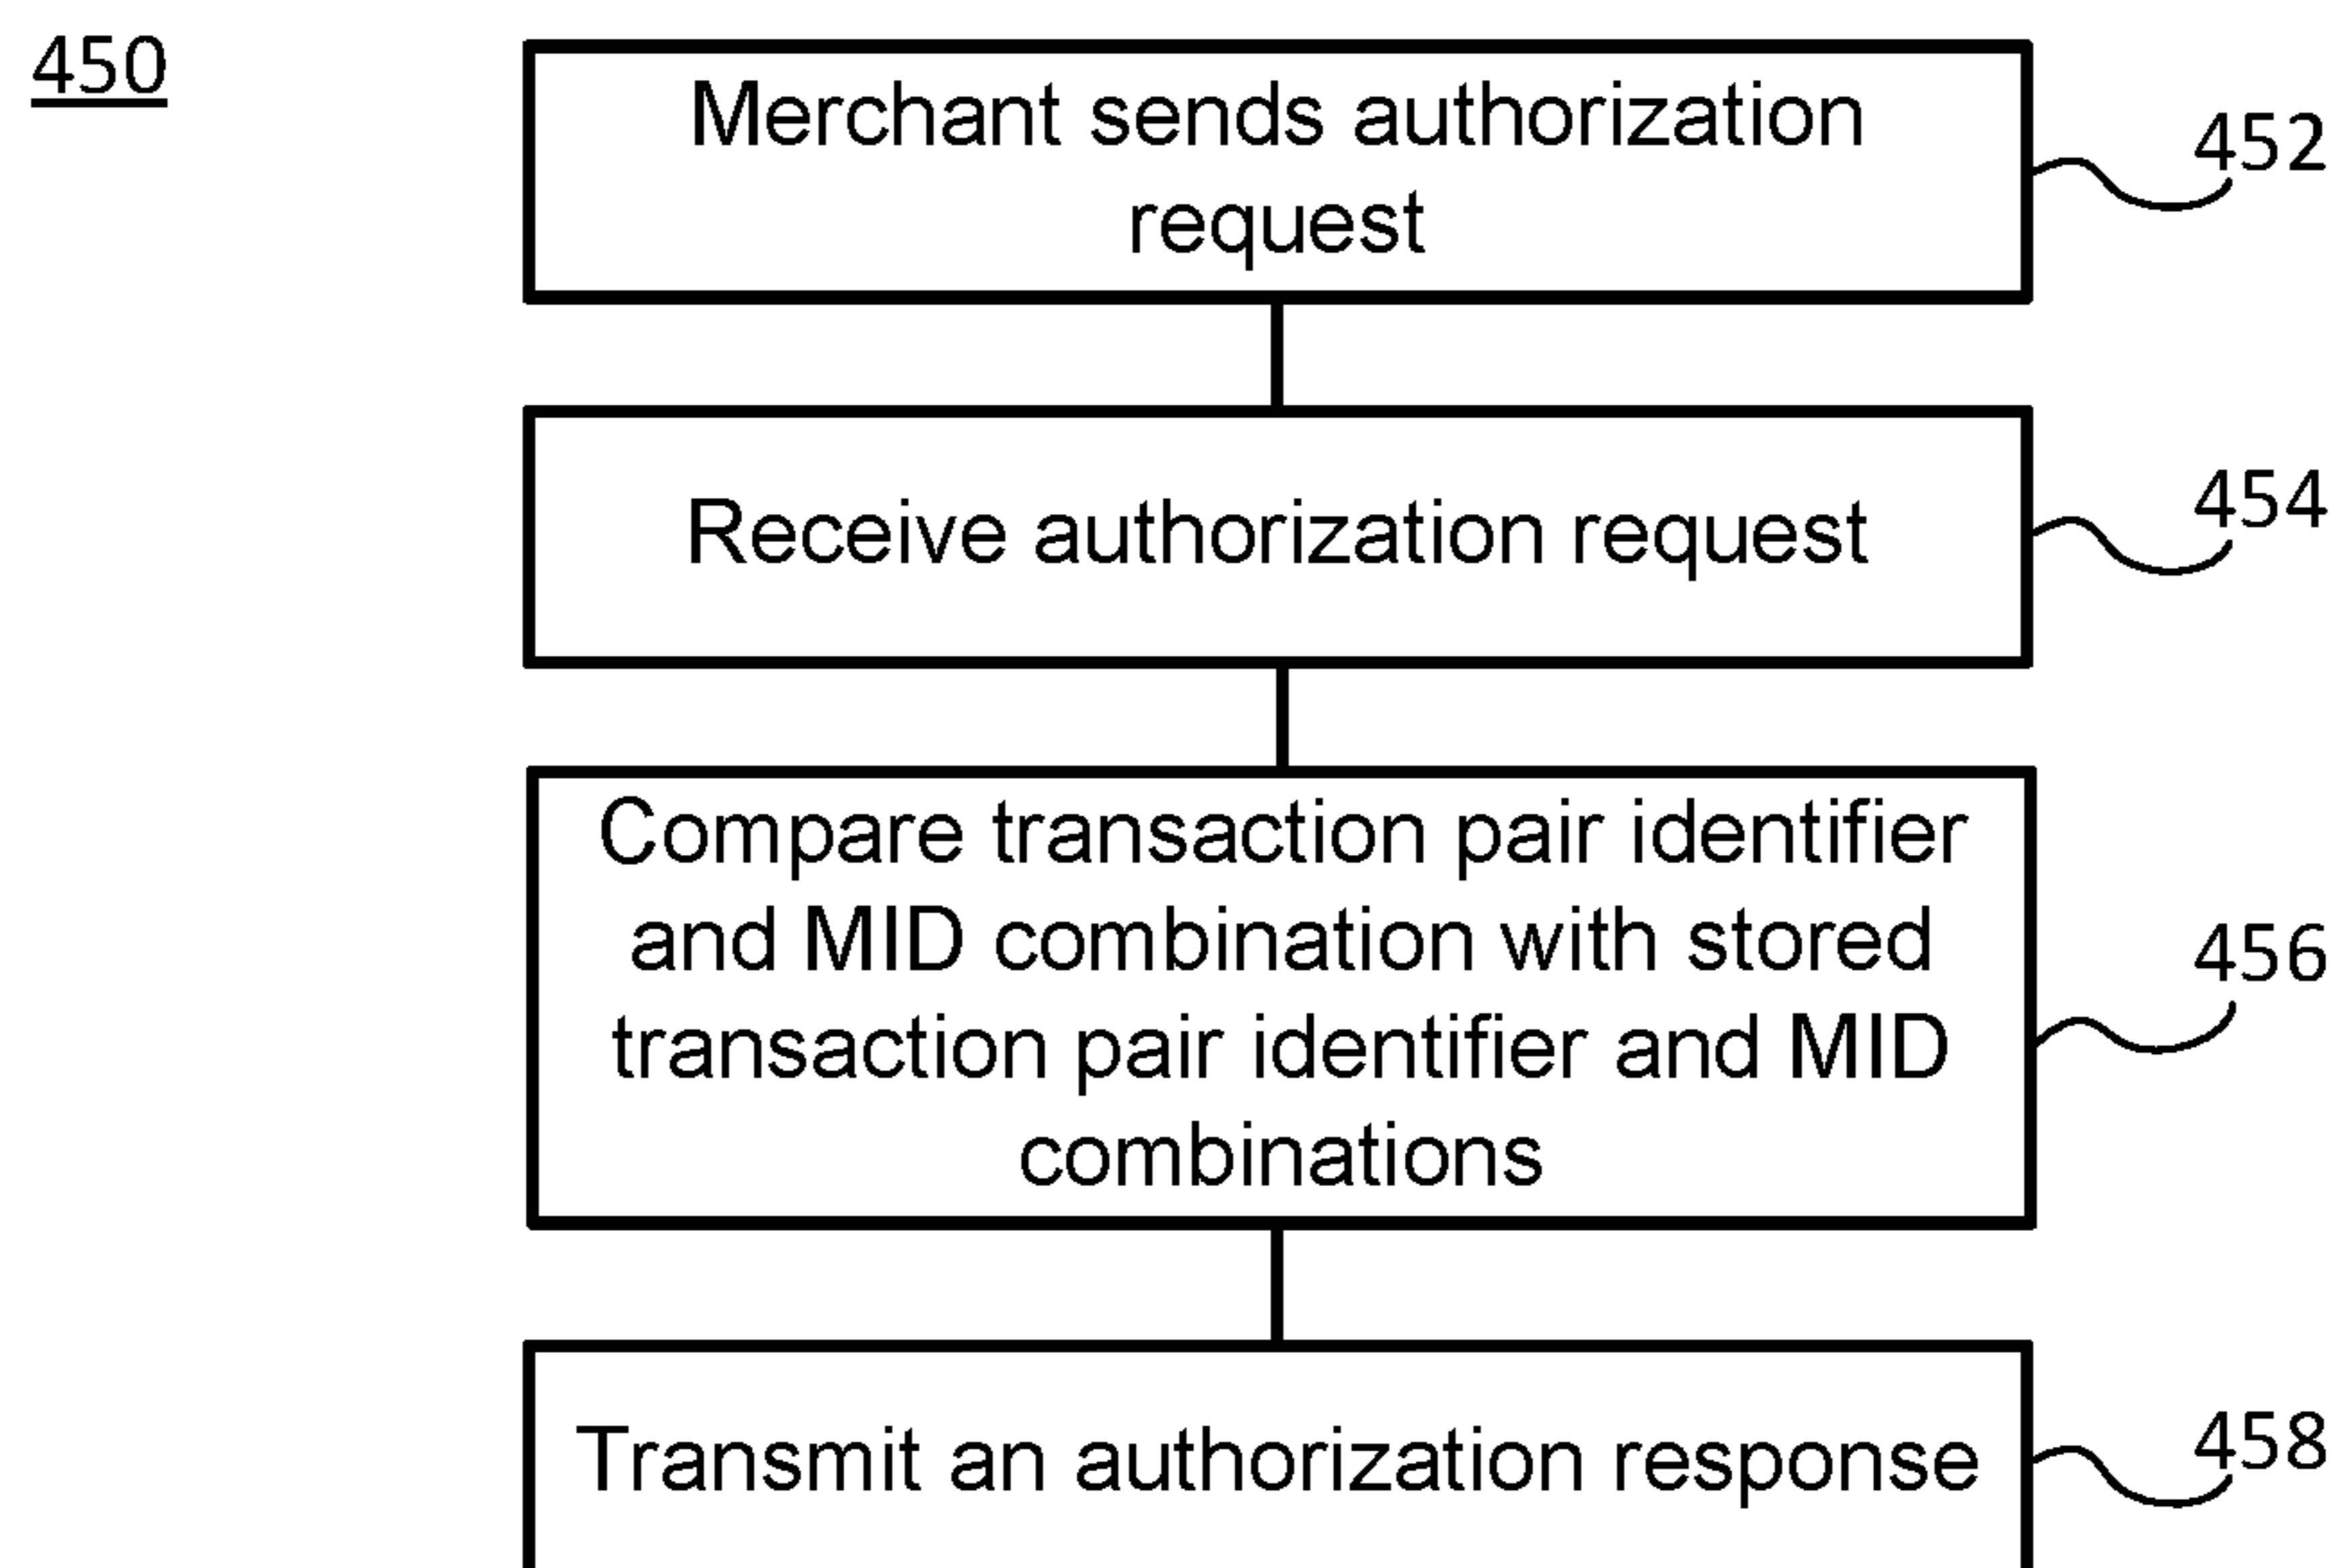 450
Merchant sends authorization
request
452
Receive authorization request
454
Compare transaction pair identifier
and MID combination with stored
transaction pair identifier and MID
combinations
456
Transmit an authorization response
458